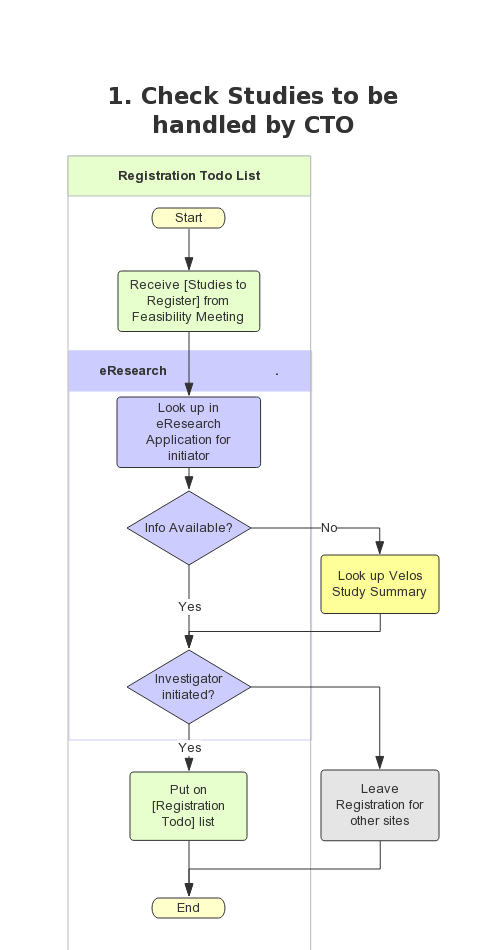 1. Check Studies to be
handled by CTO
Registration Todo List
Start
Receive [Studies to
Register] from
Feasibility Meeting
eResearch .
Look up in
eResearch
Application for
initiator
Info Available?
No
Look up Velos
Study Summary
Yes
Investigator
initiated?
Yes
Put on
[Registration
Todo] list
Leave
Registration for
other sites
End